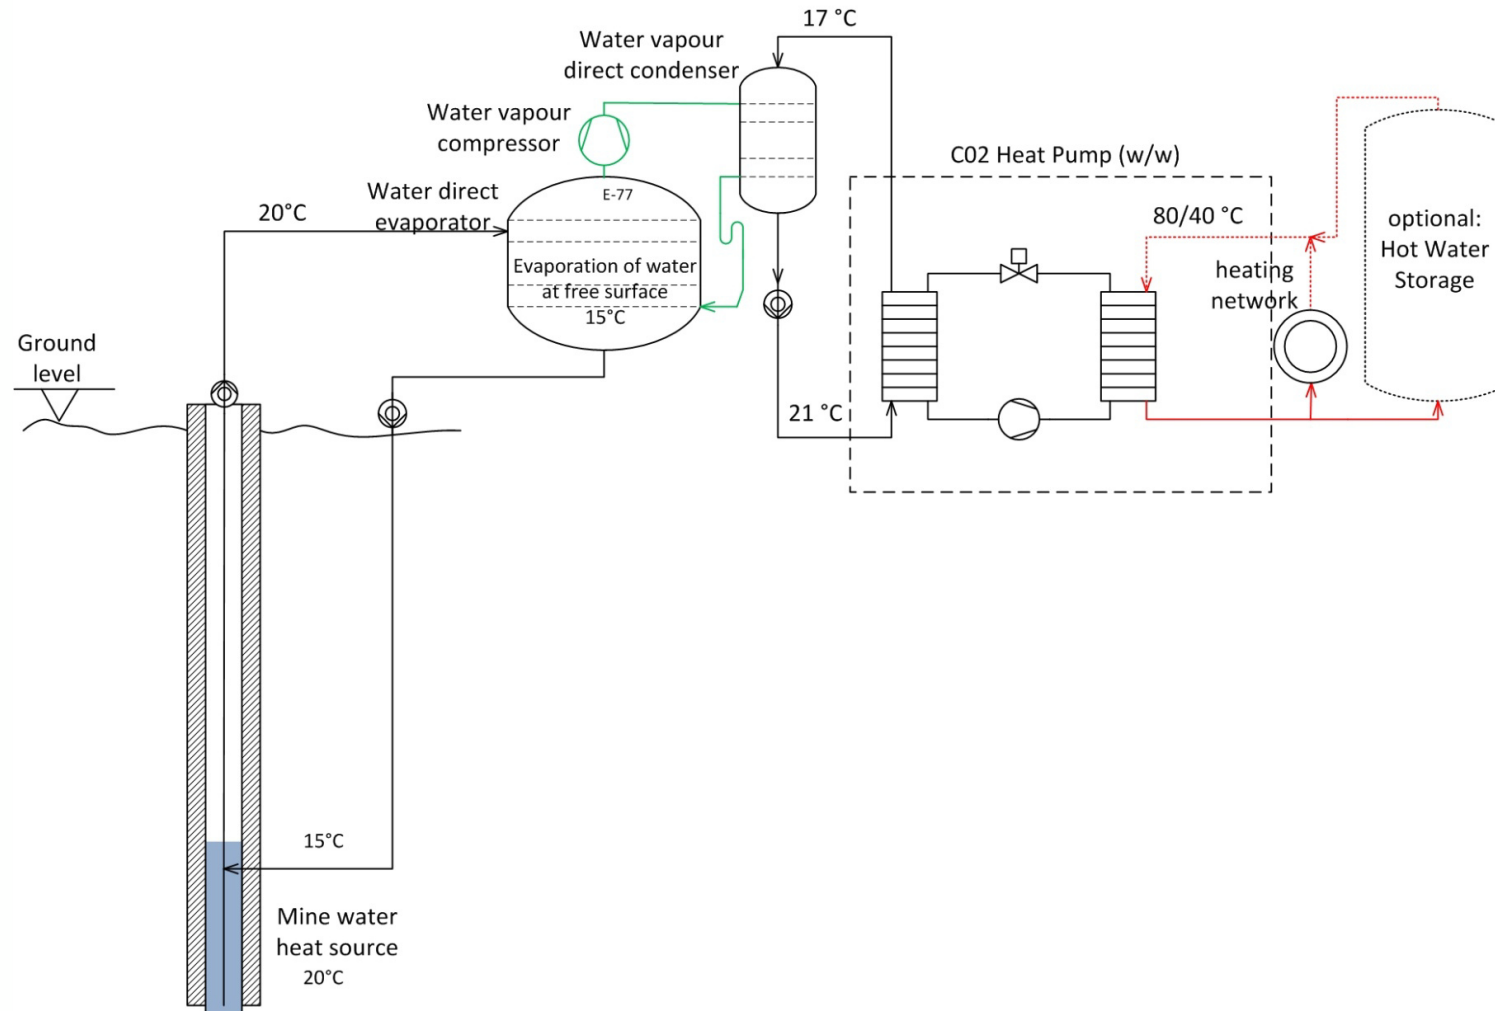 17 °C
Water vapour
direct condenser
Water vapour
compressor
C02 Heat Pump (w/w)
Water direct
evaporator
E-77
20°C
80/40 °C
optional:
Hot Water
Storage
Evaporation of water
at free surface
15°C
heating
network
Ground
level
21 °C
15°C
Mine water
heat source
20°C